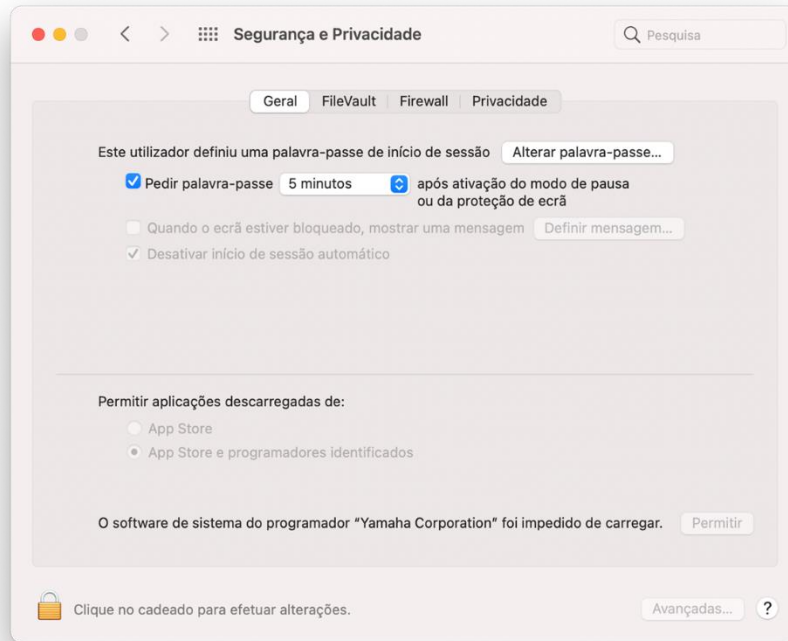 Segurança e Privacidade
Pesquisa
Geral FileVault Firewall Privacidade
Este utilizador definiu uma palavra-passe de início de sessão Alterar palavra-passe...
Pedir palavra-passe 5 minutos após ativação do modo de pausa
ou da proteção de ecrã
Quando o ecrã estiver bloqueado, mostrar uma mensagem Definir mensagem...
Desativar início de sessão automático
Permitir aplicações descarregadas de:
App Store
App Store e programadores identificados
O software de sistema do programador “Yamaha Corporation” foi impedido de carregar. Permitir
Clique no cadeado para efetuar alterações. Avançadas... ?